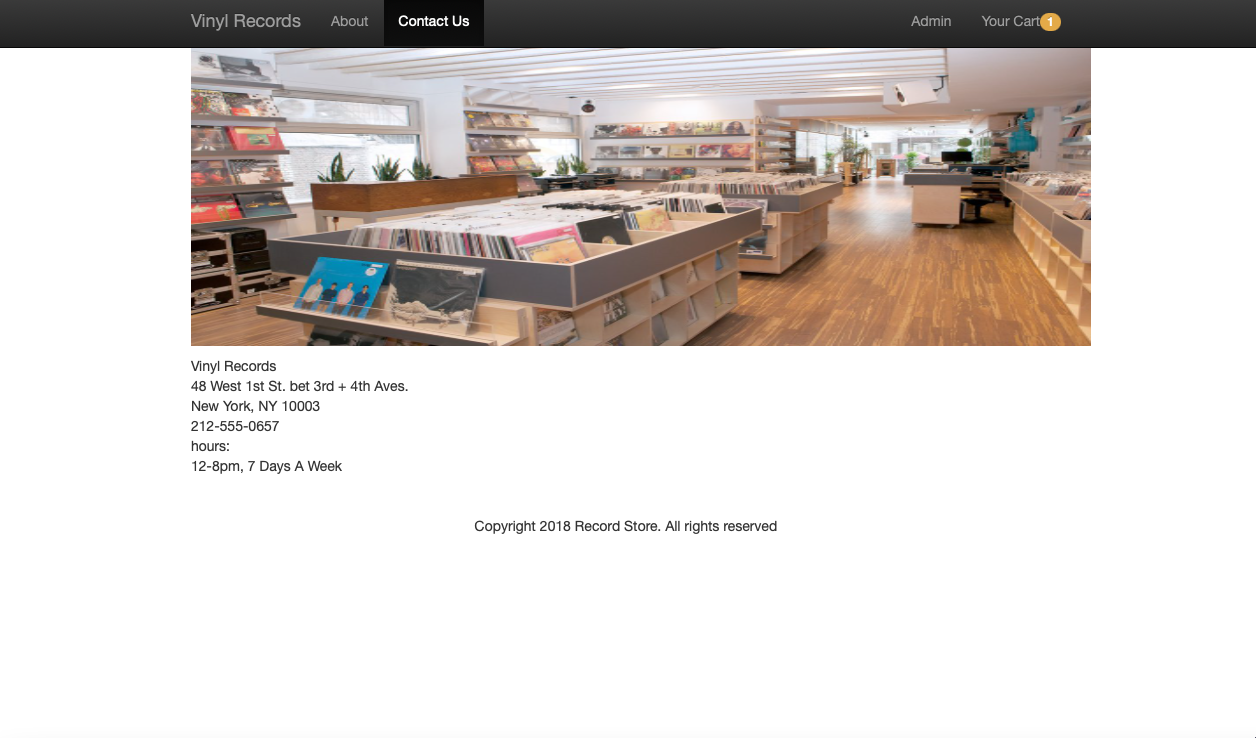 Vinyl Records About Contact Us Admin Your Cart 1
Vinyl Records
48 West 1st St. bet 3rd + 4th Aves.
New York, NY 10003
212-555-0657
hours:
12-8pm, 7 Days A Week
Copyright 2018 Record Store. All rights reserved